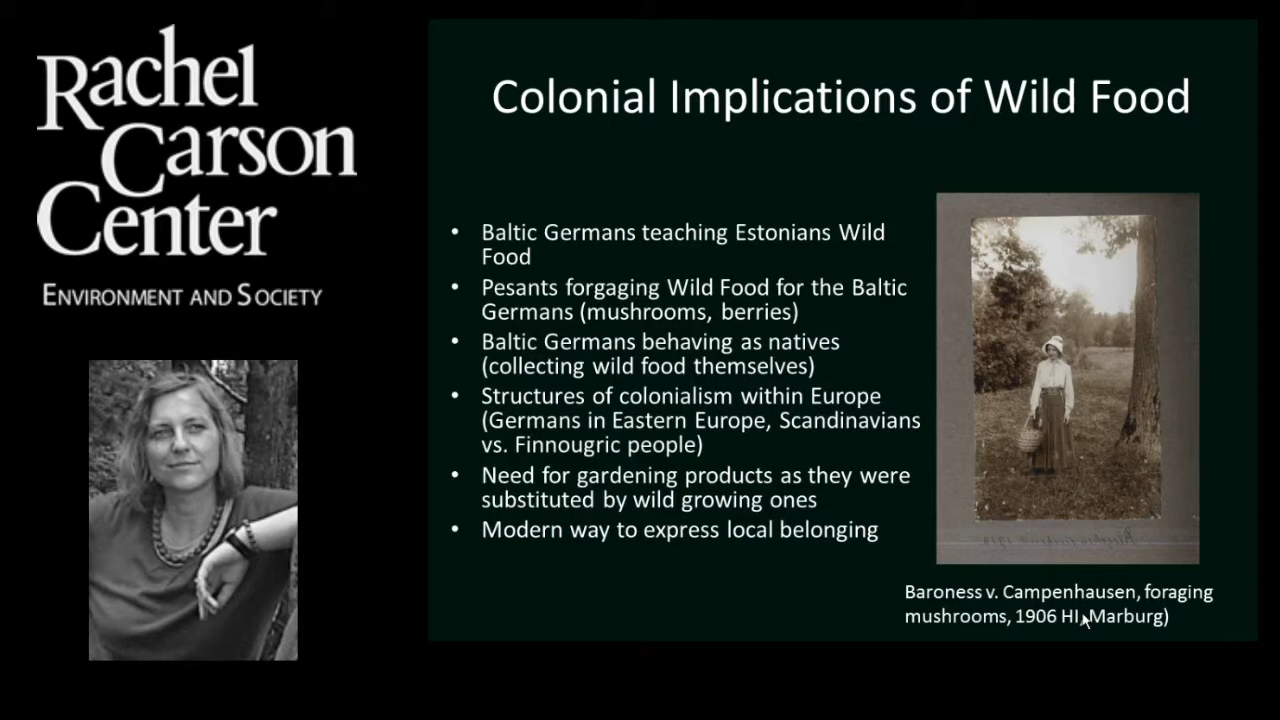 Rachel
Carson
Center
ENVIRONMENT AND SOCIETY
Colonial Implications of Wild Food
• Baltic Germans teaching Estonians Wild
Food
• Pesants forgaging Wild Food for the Baltic
Germans (mushrooms, berries)
• Baltic Germans behaving as natives
(collecting wild food themselves)
• Structures of colonialism within Europe
(Germans in Eastern Europe, Scandinavians
vs. Finnougric people)
• Need for gardening products as they were
substituted by wild growing ones
• Modern way to express local belonging
Baroness v. Campenhausen, foraging
mushrooms, 1906 HI, Marburg)